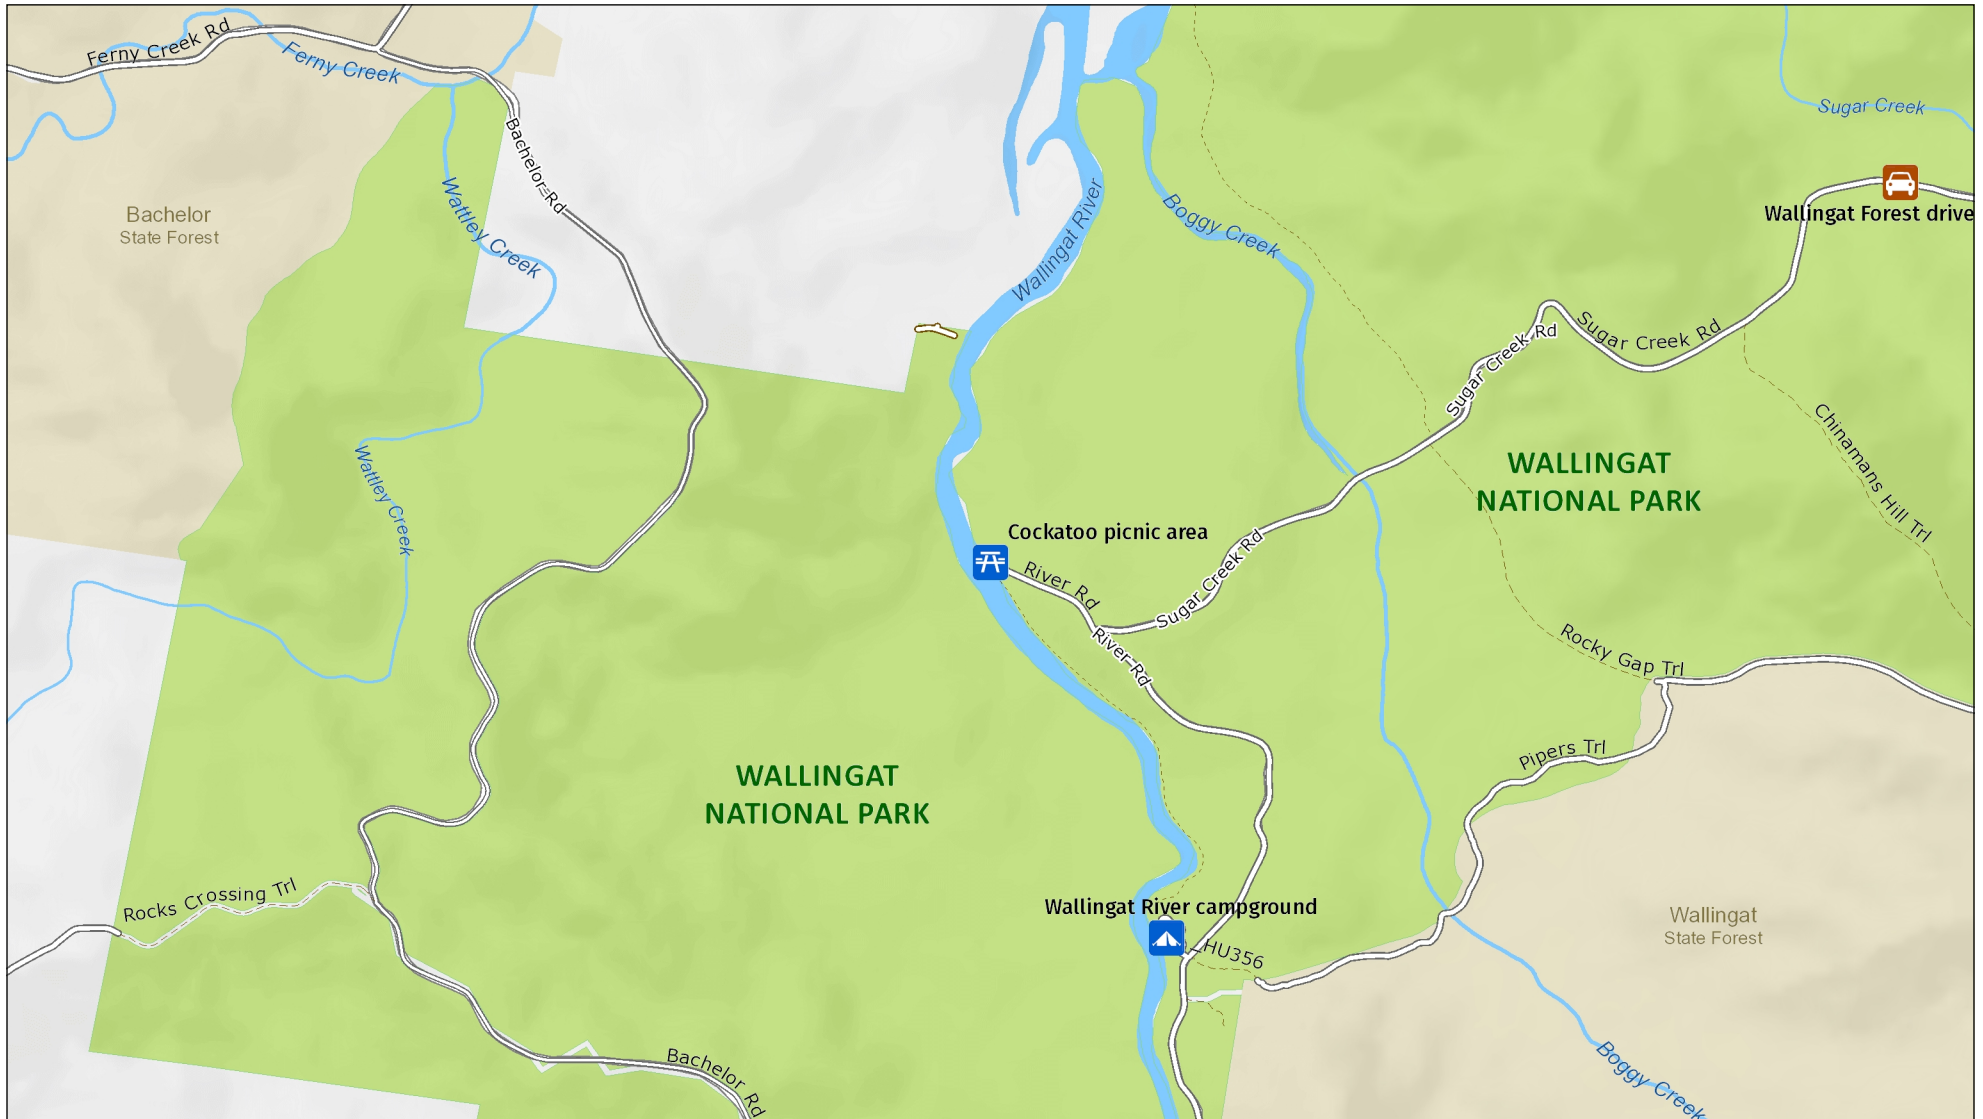 Ferny Creek Rd
Ferny Creek
Sugar Creek
Bachelor Rd
Wattley Creek
Wallingat River
Boggy Creek
Bachelor
State Forest
Wallingat Forest drive
Sugar Creek Rd
Sugar Creek Rd
Chinamans Hill Trl
Wattley Creek
WALLINGAT
NATIONAL PARK
Cockatoo picnic area
River Rd
Sugar Creek Rd
River Rd
Rocky Gap Trl
Pipers Trl
WALLINGAT
NATIONAL PARK
Rocks Crossing Trl
Wallingat River campground
HU356
Wallingat
State Forest
Bachelor Rd
Boggy Creek